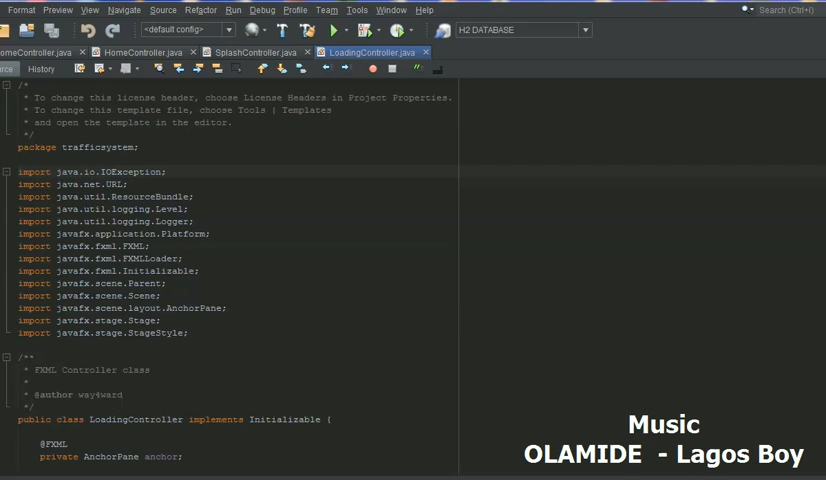 Format Preview View Navigate Source Refactor Run Debug Profile Team Tools Window Help Search (Ctrl+I)
<default config> H2 DATABASE
omeController.java HomeController.java SplashController.java LoadingController.java
rce History
/*
* To change this license header, choose License Headers in Project Properties.
* To change this template file, choose Tools | Templates
* and open the template in the editor.
*/
package trafficsystem;
import java.io.IOException;
import java.net.URL;
import java.util.ResourceBundle;
import java.util.logging.Level;
import java.util.logging.Logger;
import javafx.application.Platform;
import javafx.fxml.FXML;
import javafx.fxml.FXMLLoader;
import javafx.fxml.Initializable;
import javafx.scene.Parent;
import javafx.scene.Scene;
import javafx.scene.layout.AnchorPane;
import javafx.stage.Stage;
import javafx.stage.StageStyle;
/**
* FXML Controller class
*
* @author way4ward
*/
public class LoadingController implements Initializable {
@FXML
private AnchorPane anchor;
Music
OLAMIDE - Lagos Boy